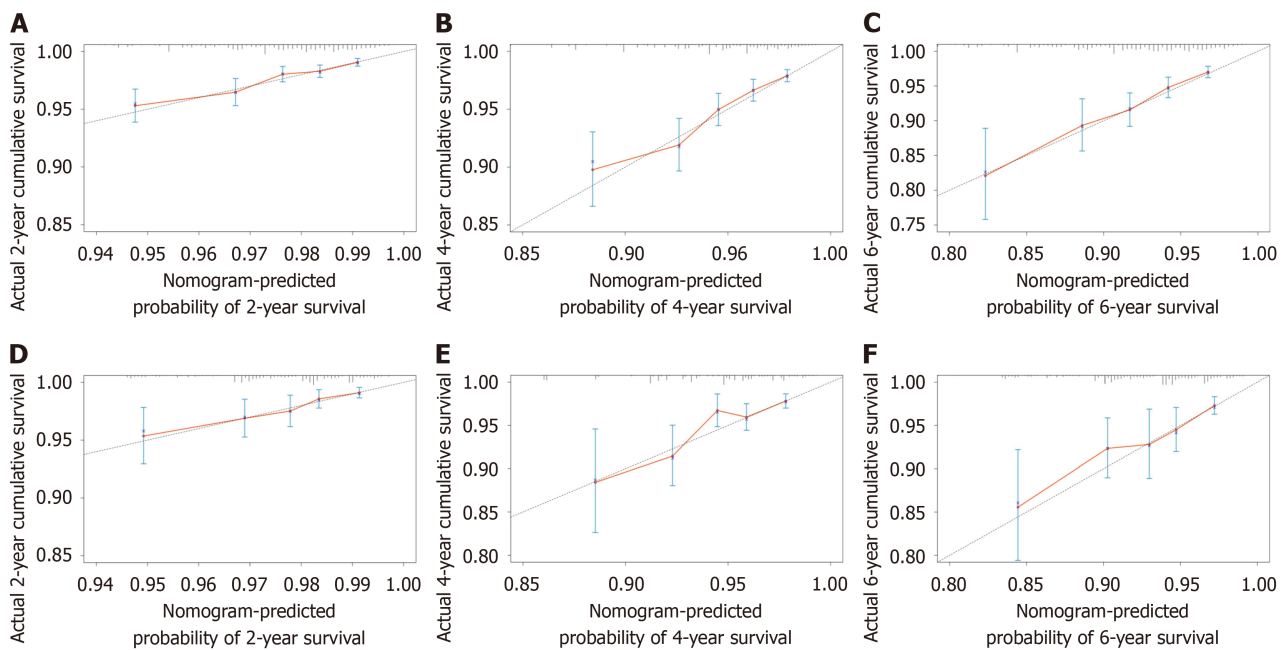 A
Actual 2-year cumulative survival
1.00
0.95
0.90
0.85
0.94 0.95 0.96 0.97 0.98 0.99 1.00
Nomogram-predicted
probability of 2-year survival
B
Actual 4-year cumulative survival
1.00
0.95
0.90
0.85
0.85 0.90 0.95 1.00
Nomogram-predicted
probability of 4-year survival
C
Actual 6-year cumulative survival
1.00
0.95
0.90
0.85
0.80
0.75
0.80 0.85 0.90 0.95 1.00
Nomogram-predicted
probability of 6-year survival
D
Actual 2-year cumulative survival
1.00
0.95
0.90
0.85
0.94 0.95 0.96 0.97 0.98 0.99 1.00
Nomogram-predicted
probability of 2-year survival
E
Actual 4-year cumulative survival
1.00
0.95
0.90
0.85
0.80
0.85 0.90 0.95 1.00
Nomogram-predicted
probability of 4-year survival
F
Actual 6-year cumulative survival
1.00
0.95
0.90
0.85
0.80
0.80 0.85 0.90 0.95 1.00
Nomogram-predicted
probability of 6-year survival